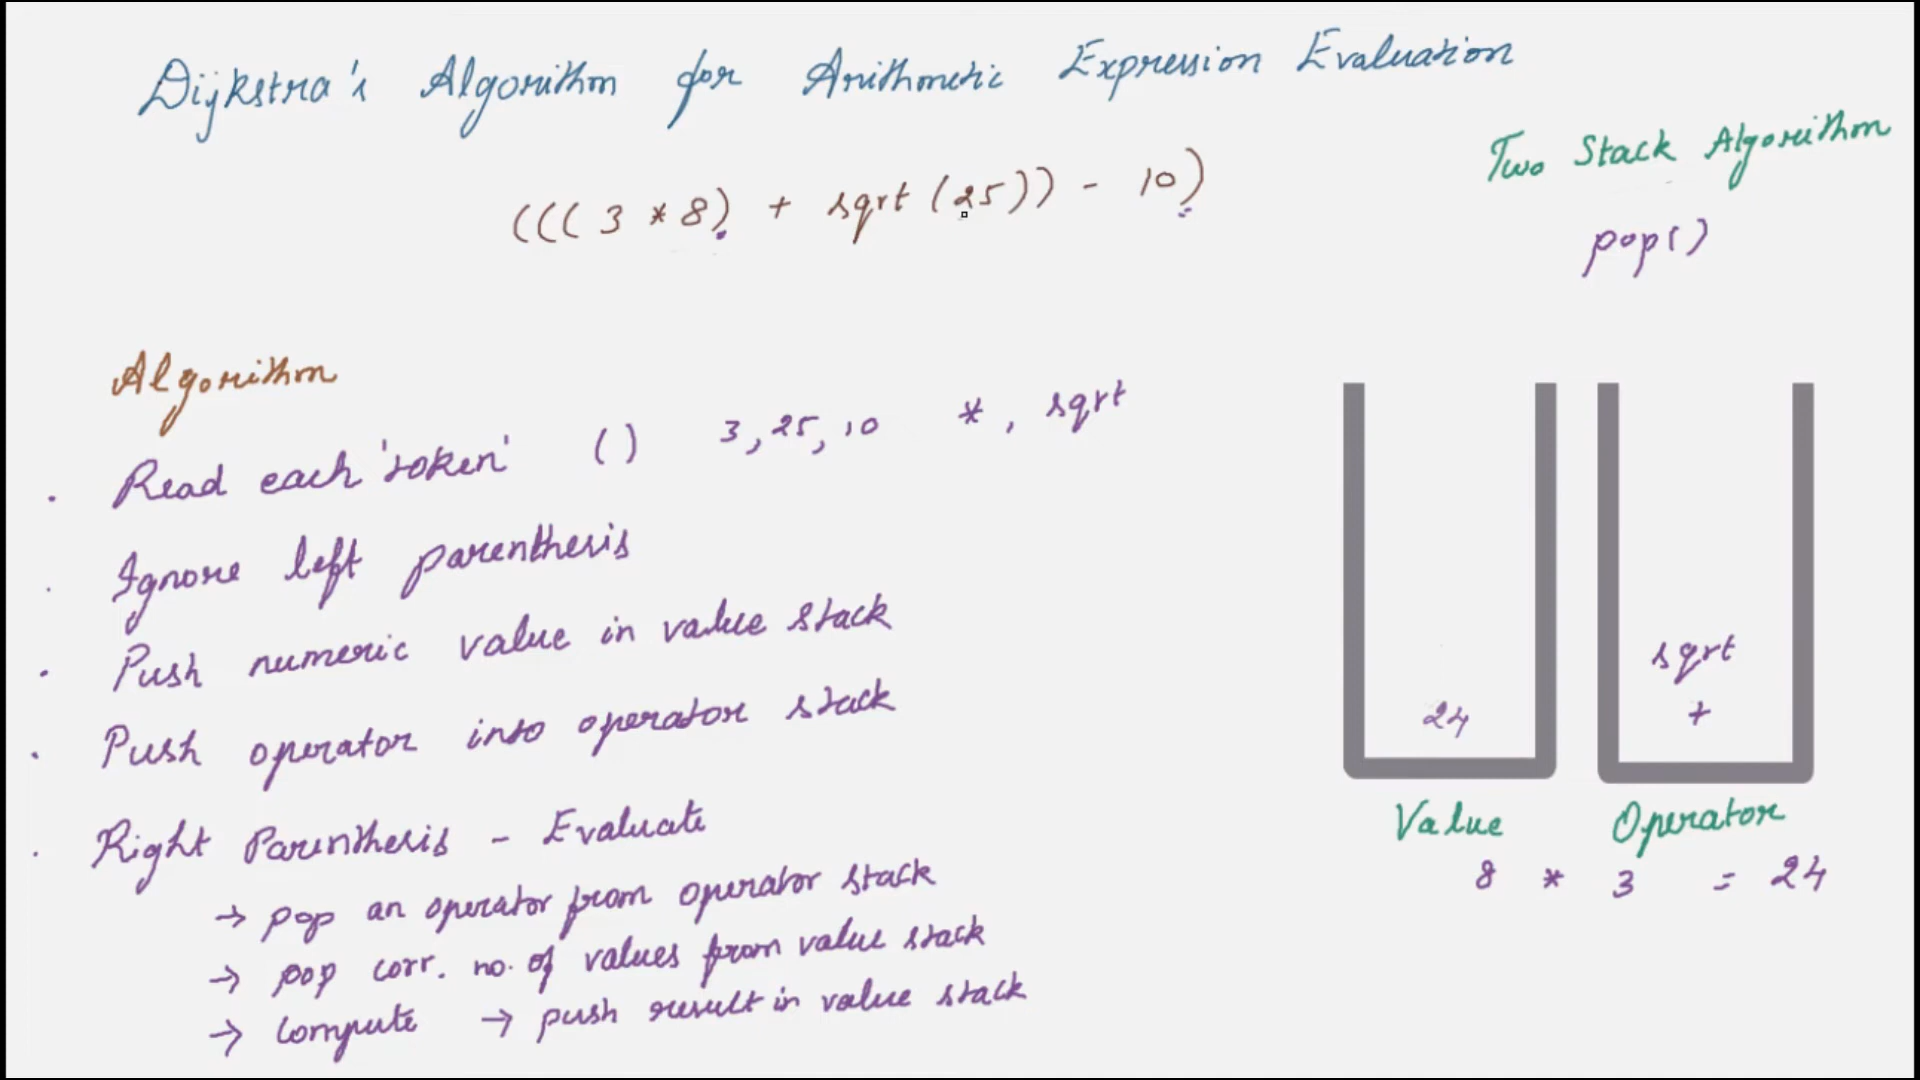 Dijkstra's Algorithm for Arithmetic Expression Evaluation
Two Stack Algorithm
(((3 * 8) + sqrt (25)) - 10)
pop()
Algorithm
. Read each 'token' ( ) 3, 25, 10 *, sqrt
. Ignore left parenthesis
. Push numeric value in value stack
. Push operator into operator stack
. Right Parenthesis - Evaluate
→ pop an operator from operator stack
→ pop corr. no. of values from value stack
→ Compute → push result in value stack
sqrt
24 +
Value Operator
8 * 3 = 24